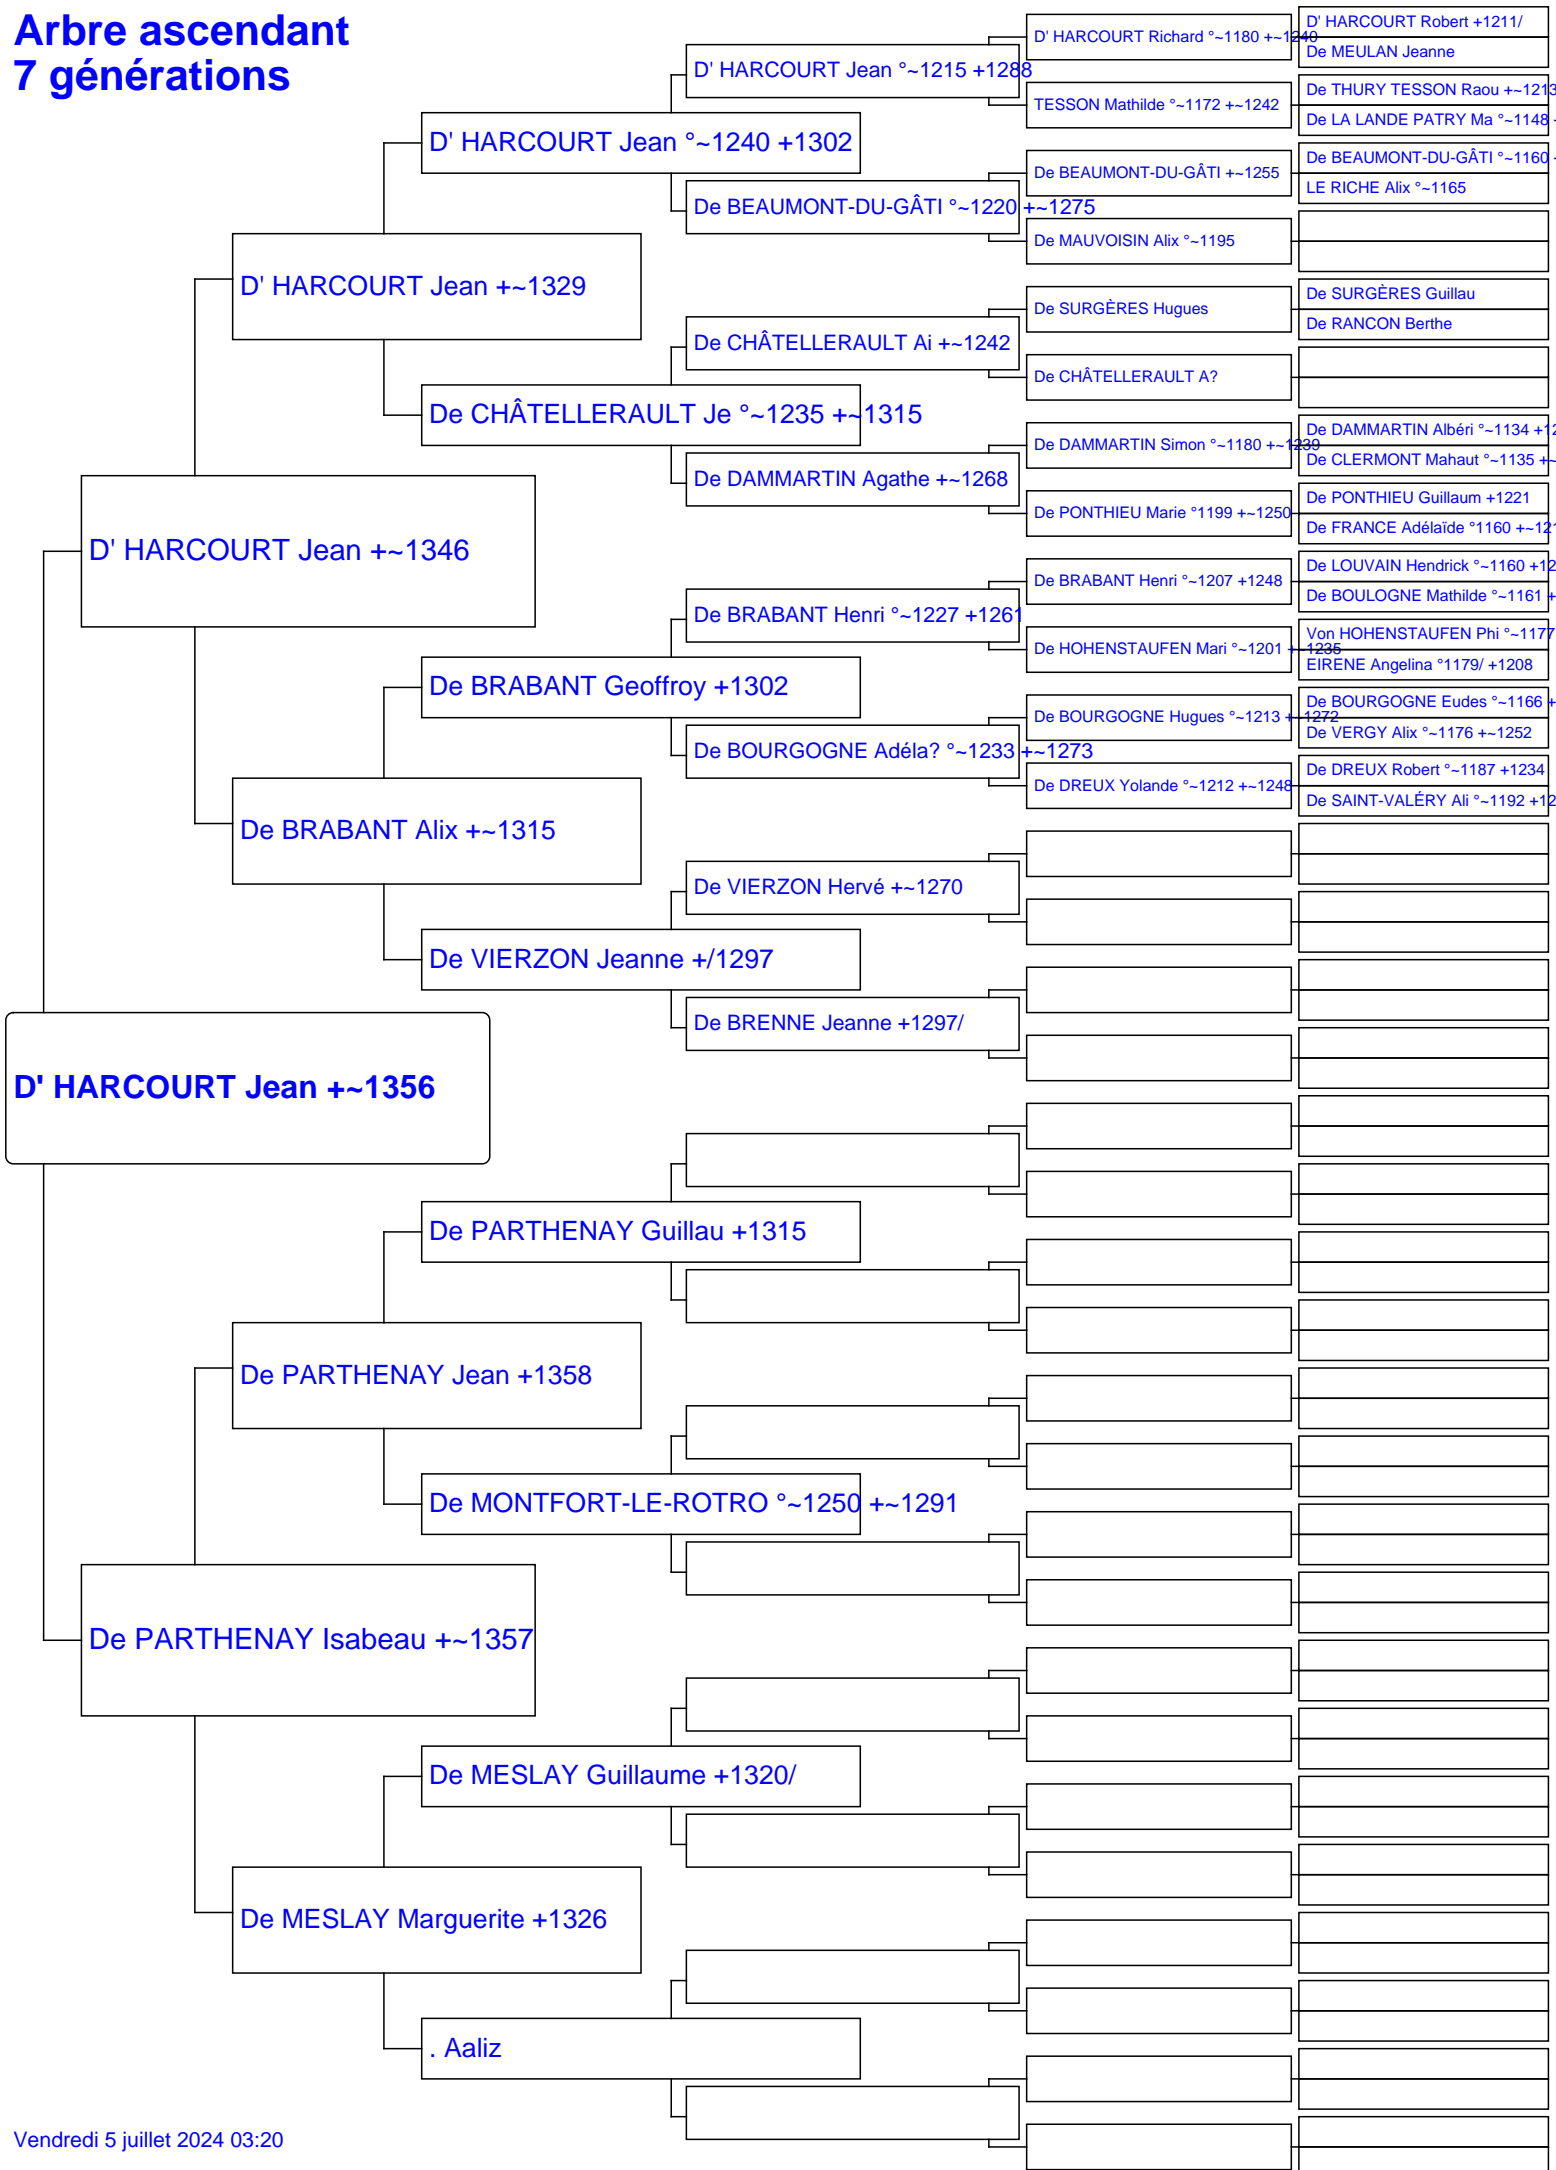 Arbre ascendant
7 générations
D' HARCOURT Jean +~1356
D' HARCOURT Jean +~1346
De PARTHENAY Isabeau +~1357
D' HARCOURT Jean +~1329
De BRABANT Alix +~1315
De PARTHENAY Jean +1358
De MESLAY Marguerite +1326
D' HARCOURT Jean °~1240 +1302
De CHÂTELLERAULT Je °~1235 +~1315
De BRABANT Geoffroy +1302
De VIERZON Jeanne +/1297
De PARTHENAY Guillau +1315
De MONTFORT-LE-ROTRO °~1250 +~1291
De MESLAY Guillaume +1320/
. Aaliz
D' HARCOURT Jean °~1215 +1288
De BEAUMONT-DU-GÂTI °~1220 +~1275
De CHÂTELLERAULT Ai +~1242
De DAMMARTIN Agathe +~1268
De BRABANT Henri °~1227 +1261
De BOURGOGNE Adéla? °~1233 +~1273
De VIERZON Hervé +~1270
De BRENNE Jeanne +1297/
D' HARCOURT Richard °~1180 +~1240
TESSON Mathilde °~1172 +~1242
De BEAUMONT-DU-GÂTI +~1255
De MAUVOISIN Alix °~1195
De SURGÈRES Hugues
De CHÂTELLERAULT A?
De DAMMARTIN Simon °~1180 +~1239
De PONTHIEU Marie °1199 +~1250
De BRABANT Henri °~1207 +1248
De HOHENSTAUFEN Mari °~1201 +~1235
De BOURGOGNE Hugues °~1213 +~1272
De DREUX Yolande °~1212 +~1248
D' HARCOURT Robert +1211/
De MEULAN Jeanne
De THURY TESSON Raou +~1213
De LA LANDE PATRY Ma °~1148
De BEAUMONT-DU-GÂTI °~1160
LE RICHE Alix °~1165
De SURGÈRES Guillau
De RANCON Berthe
De DAMMARTIN Albéri °~1134 +12
De CLERMONT Mahaut °~1135 +~
De PONTHIEU Guillaum +1221
De FRANCE Adélaïde °1160 +~12
De LOUVAIN Hendrick °~1160 +12
De BOULOGNE Mathilde °~1161 +
Von HOHENSTAUFEN Phi °~1177
EIRENE Angelina °1179/ +1208
De BOURGOGNE Eudes °~1166 +
De VERGY Alix °~1176 +~1252
De DREUX Robert °~1187 +1234
De SAINT-VALÉRY Ali °~1192 +12
Vendredi 5 juillet 2024 03:20